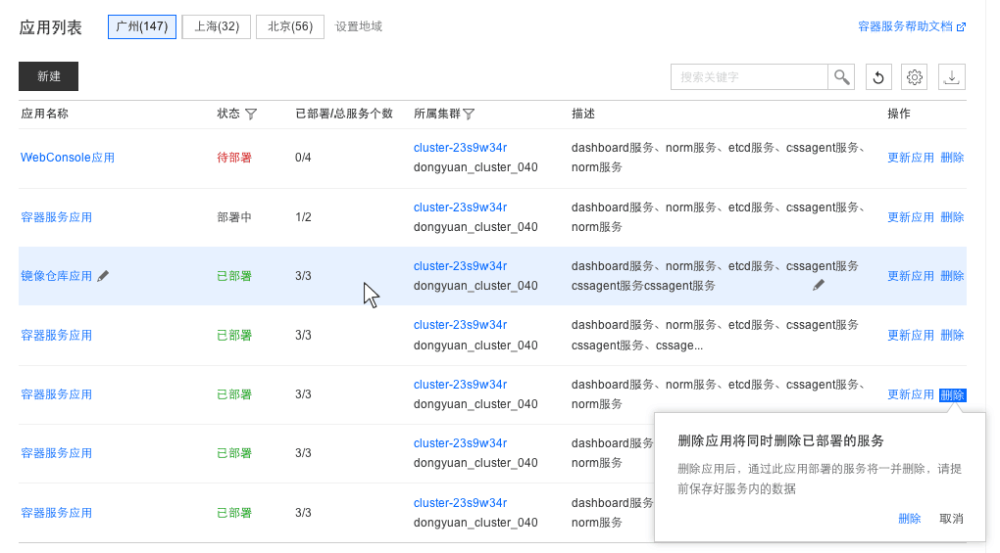 应用列表 广州(147) 上海(32) 北京(56) 设置地域 容器服务帮助文档
新建 搜索关键字
应用名称 状态 已部署/总服务个数 所属集群 描述 操作
WebConsole应用 待部署 0/4 cluster-23s9w34r dashboard服务、norm服务、etcd服务、cssagent服务、 更新应用 删除
dongyuan_cluster_040 norm服务
容器服务应用 部署中 1/2 cluster-23s9w34r dashboard服务、norm服务、etcd服务、cssagent服务、 更新应用 删除
dongyuan_cluster_040 norm服务
镜像仓库应用 已部署 3/3 cluster-23s9w34r dashboard服务、norm服务、etcd服务、cssagent服务 更新应用 删除
dongyuan_cluster_040 cssagent服务cssagent服务
容器服务应用 已部署 3/3 cluster-23s9w34r dashboard服务、norm服务、etcd服务、cssagent服务 更新应用 删除
dongyuan_cluster_040 cssagent服务、cssage...
容器服务应用 已部署 3/3 cluster-23s9w34r dashboard服务、norm服务、etcd服务、cssagent服务、 更新应用 删除
dongyuan_cluster_040 norm服务
容器服务应用 已部署 3/3 cluster-23s9w34r dashboard服务
dongyuan_cluster_040 norm服务
容器服务应用 已部署 3/3 cluster-23s9w34r dashboard服务
dongyuan_cluster_040 norm服务
删除应用将同时删除已部署的服务
删除应用后，通过此应用部署的服务将一并删除，请提
前保存好服务内的数据
删除 取消